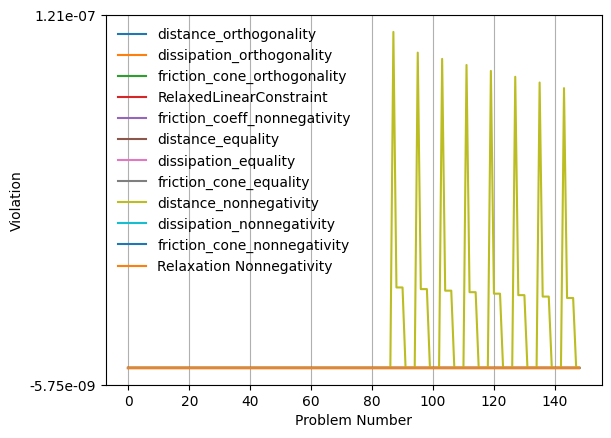 1.21e-07
distance_orthogonality
dissipation_orthogonality
friction_cone_orthogonality
RelaxedLinearConstraint
friction_coeff_nonnegativity
distance_equality
dissipation_equality
friction_cone_equality
distance_nonnegativity
dissipation_nonnegativity
friction_cone_nonnegativity
Relaxation Nonnegativity
Violation
-5.75e-09
0 20 40 60 80 100 120 140
Problem Number